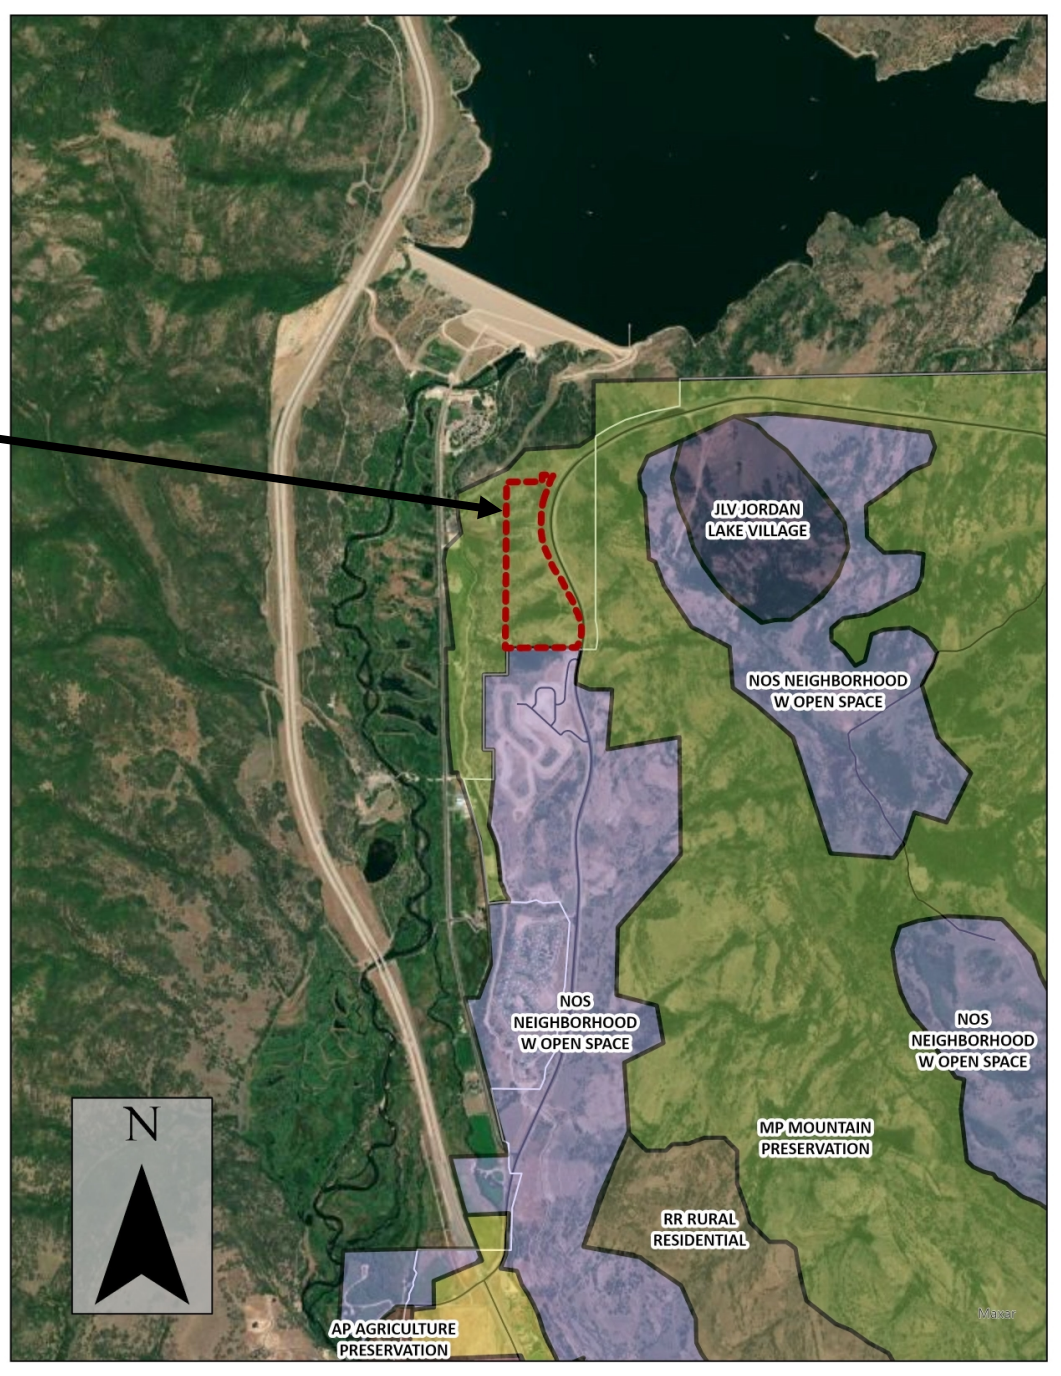 JLV JORDAN
LAKE VILLAGE
NOS NEIGHBORHOOD
W OPEN SPACE
NOS
NEIGHBORHOOD
W OPEN SPACE
NOS
NEIGHBORHOOD
W OPEN SPACE
MP MOUNTAIN
PRESERVATION
N
RR RURAL
RESIDENTIAL
Maxar
AP AGRICULTURE
PRESERVATION